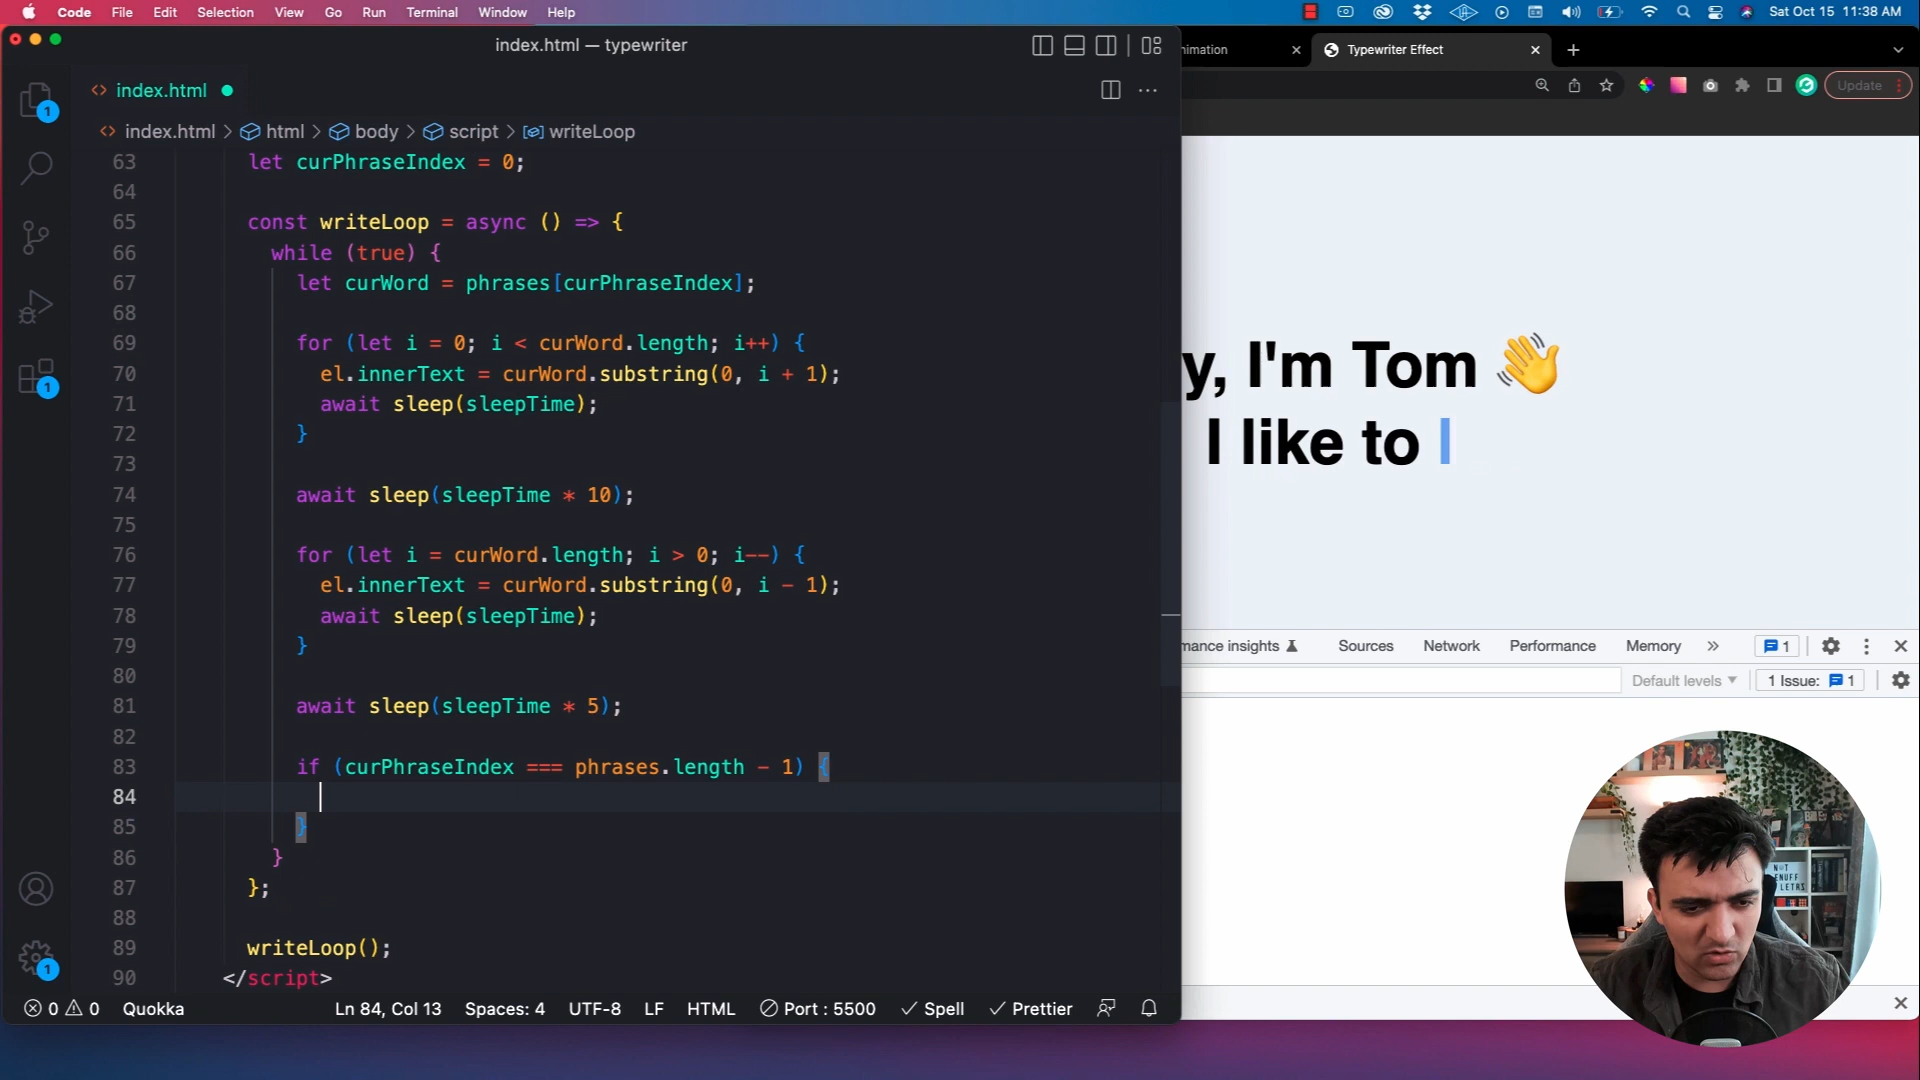 Code File Edit Selection View Go Run Terminal Window Help
Sat Oct 15 11:38 AM
index.html — typewriter
index.html
index.html > html > body > script > writeLoop
63 let curPhraseIndex = 0;
64
65 const writeLoop = async () => {
66 while (true) {
67 let curWord = phrases[curPhraseIndex];
68
69 for (let i = 0; i < curWord.length; i++) {
70 el.innerText = curWord.substring(0, i + 1);
71 await sleep(sleepTime);
72 }
73
74 await sleep(sleepTime * 10);
75
76 for (let i = curWord.length; i > 0; i--) {
77 el.innerText = curWord.substring(0, i - 1);
78 await sleep(sleepTime);
79 }
80
81 await sleep(sleepTime * 5);
82
83 if (curPhraseIndex === phrases.length - 1) {
84
85 }
86 }
87 };
88
89 writeLoop();
90 </script>
1
1
1
0 0 Quokka Ln 84, Col 13 Spaces: 4 UTF-8 LF HTML Port : 5500 Spell Prettier
nimation
Typewriter Effect
Update
y, I'm Tom 👋
I like to |
mance insights Sources Network Performance Memory » 1
Default levels 1 Issue: 1
NOT
ENUFF
LETRS